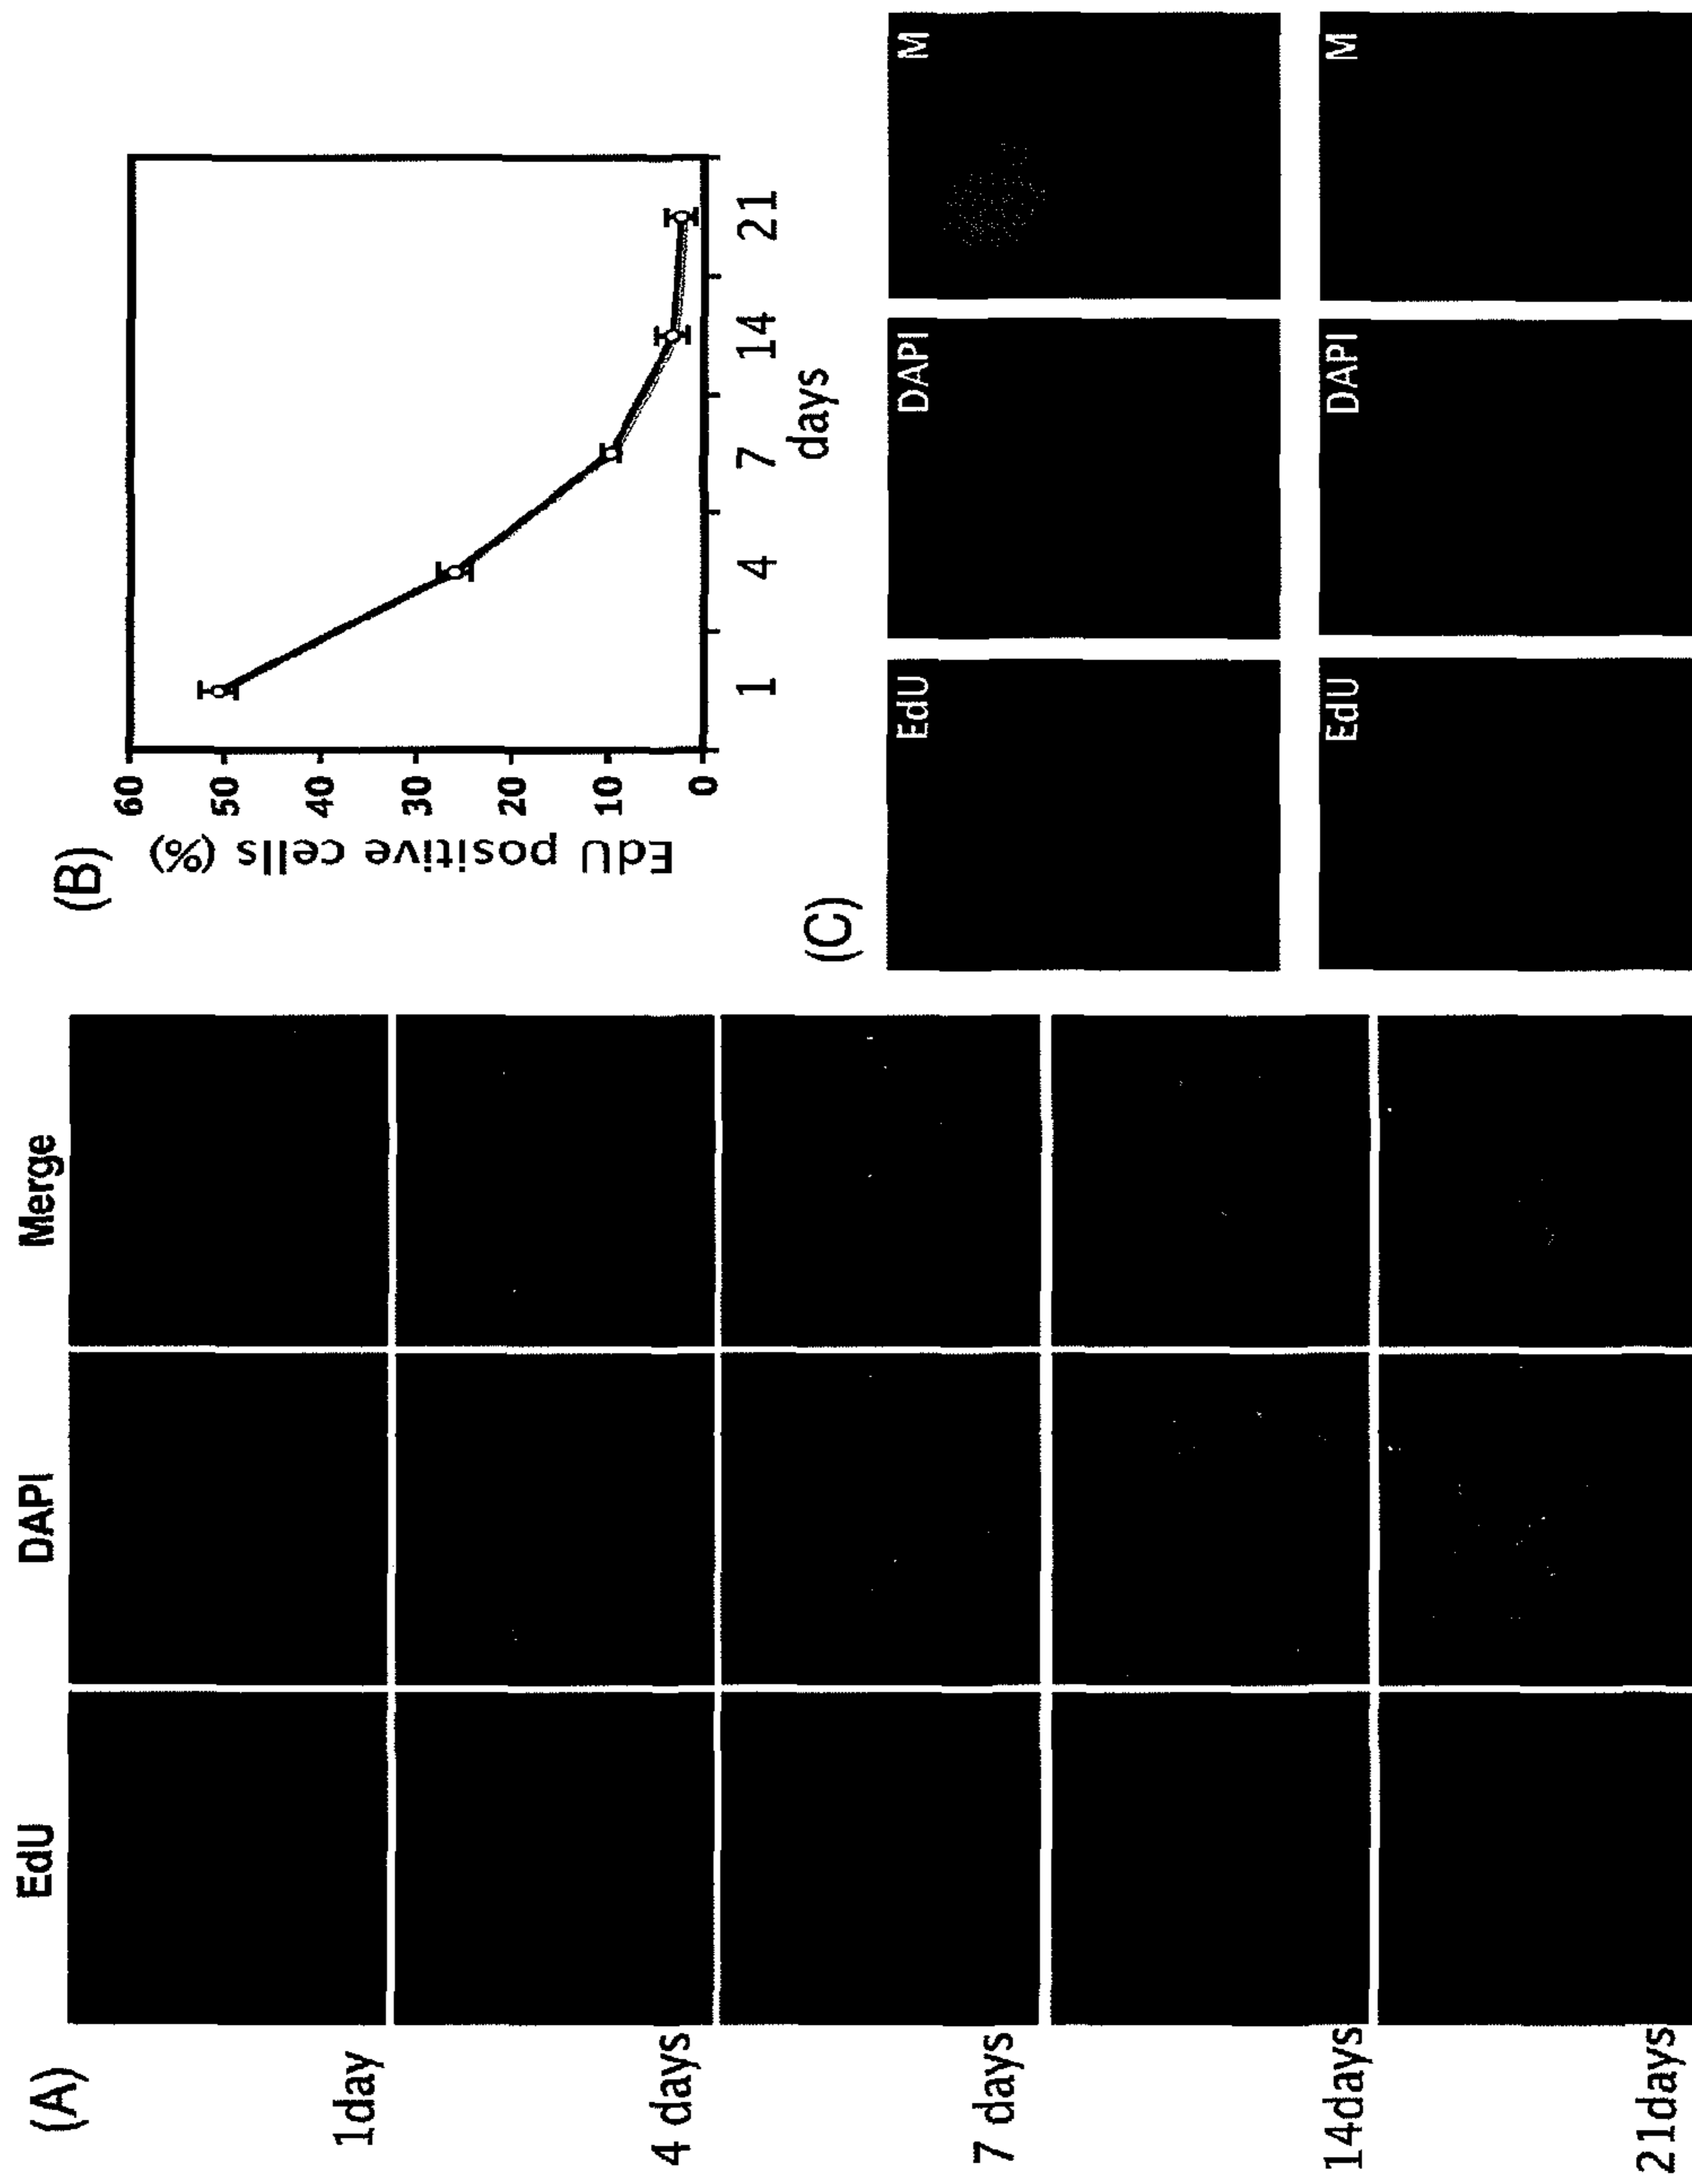 (A)
EdU DAPI Merge
1day
4 days
7 days
14days
21days
(B)
EdU positive cells (%)
60
50
40
30
20
10
0
1 4 7 14 21
days
(C)
EdU DAPI M
EdU DAPI M